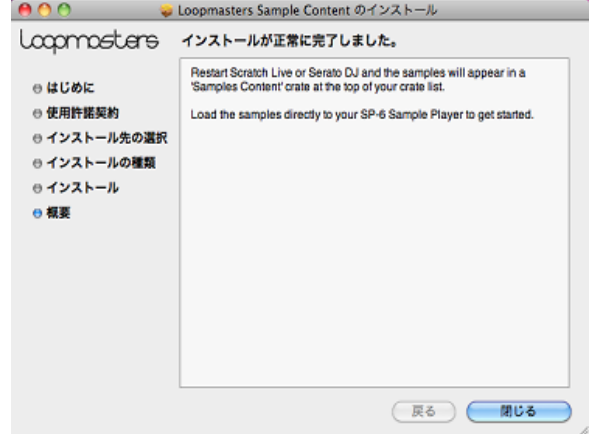 Loopmasters Sample Content のインストール
Loopmasters
インストールが正常に完了しました。
はじめに
使用許諾契約
インストール先の選択
インストールの種類
インストール
概要
Restart Scratch Live or Serato DJ and the samples will appear in a
'Samples Content' crate at the top of your crate list.
Load the samples directly to your SP-6 Sample Player to get started.
戻る
閉じる